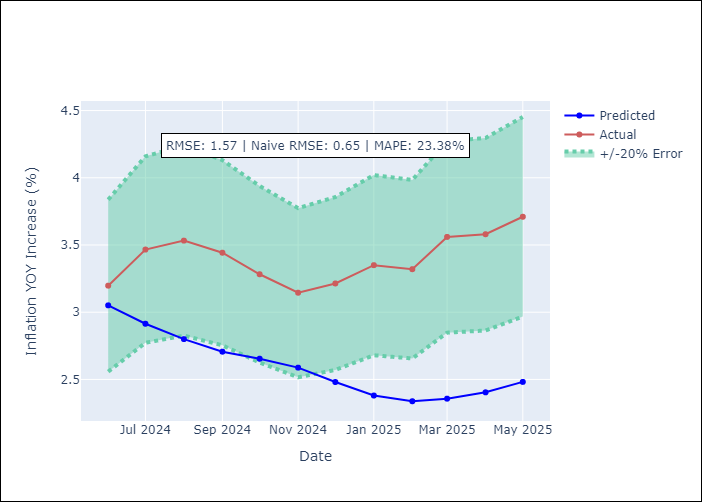 RMSE: 1.57 | Naive RMSE: 0.65 | MAPE: 23.38%
Predicted
Actual
+/-20% Error
Inflation YOY Increase (%)
4.5
4
3.5
3
2.5
Jul 2024
Sep 2024
Nov 2024
Jan 2025
Mar 2025
May 2025
Date